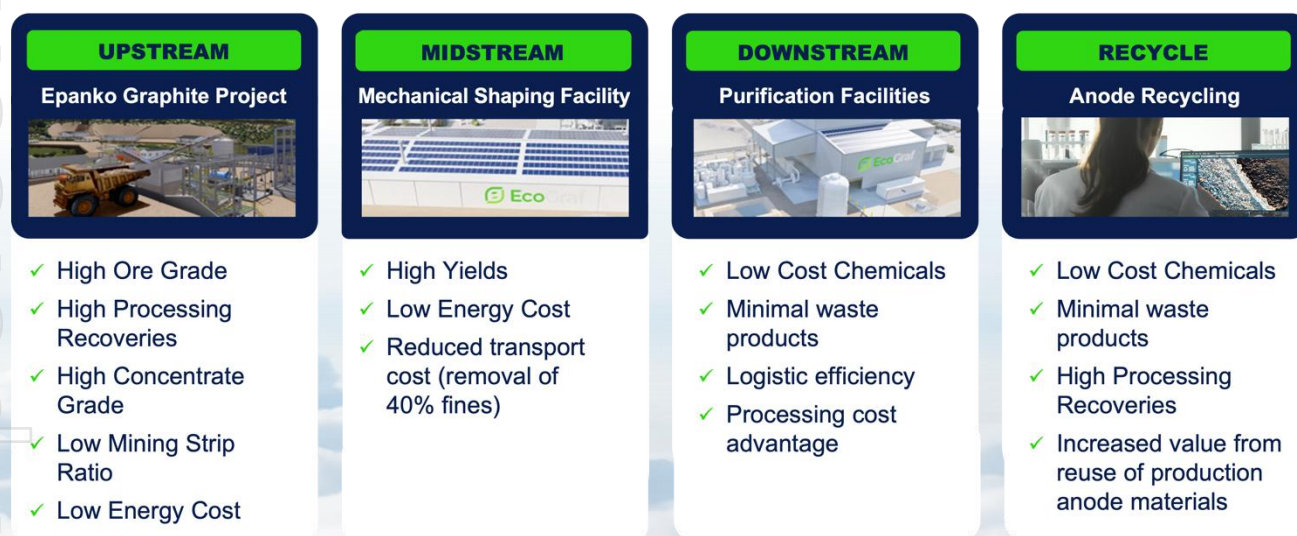 UPSTREAM
Epanko Graphite Project
✓ High Ore Grade
✓ High Processing
Recoveries
✓ High Concentrate
Grade
✓ Low Mining Strip
Ratio
✓ Low Energy Cost
MIDSTREAM
Mechanical Shaping Facility
EcoGraf
✓ High Yields
✓ Low Energy Cost
✓ Reduced transport
cost (removal of
40% fines)
DOWNSTREAM
Purification Facilities
EcoGraf
✓ Low Cost Chemicals
✓ Minimal waste
products
✓ Logistic efficiency
✓ Processing cost
advantage
RECYCLE
Anode Recycling
✓ Low Cost Chemicals
✓ Minimal waste
products
✓ High Processing
Recoveries
✓ Increased value from
reuse of production
anode materials